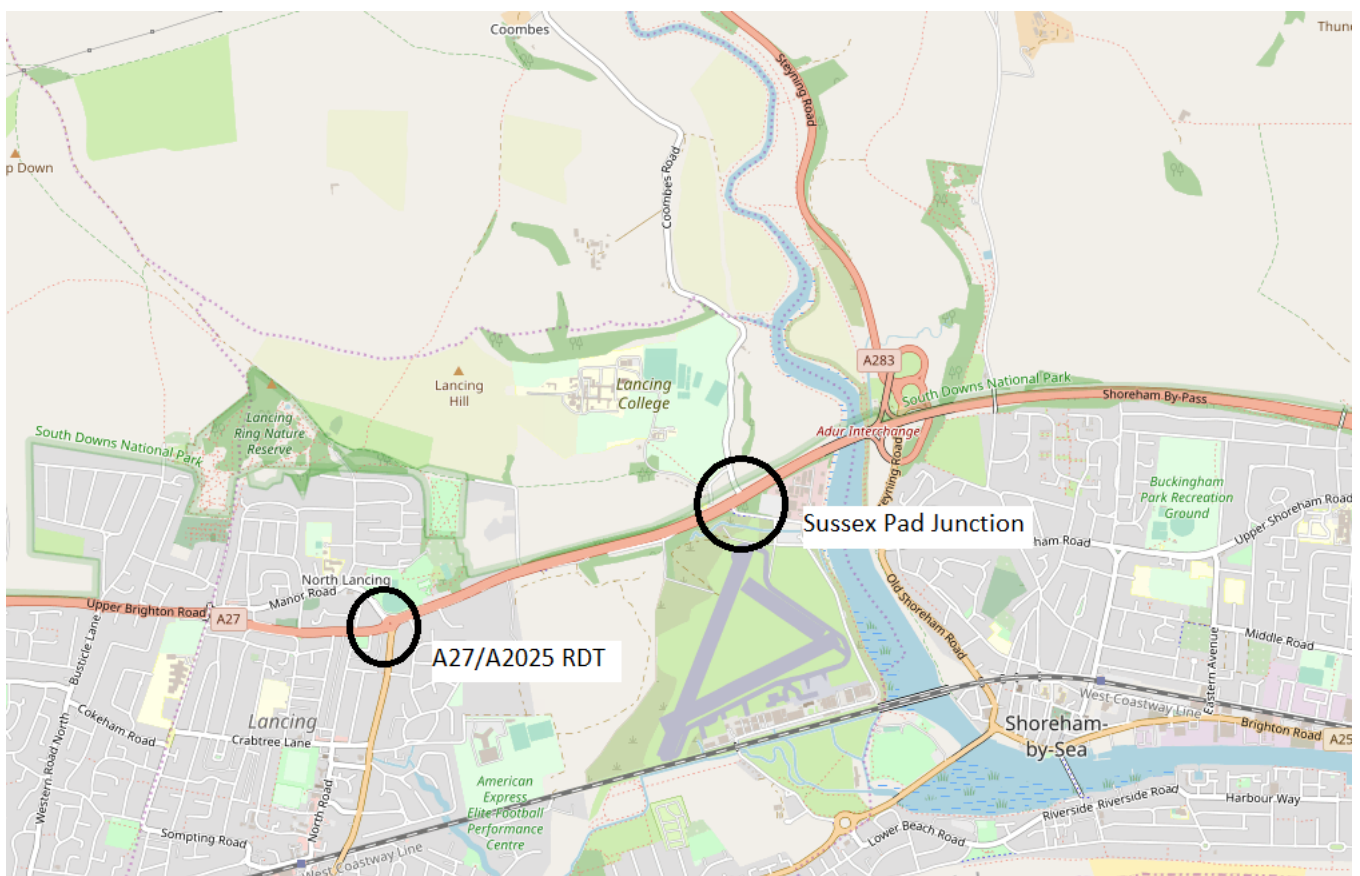 Coombes
Thun
Steyning Road
p Down
Coombes Road
A283
South Downs National Park
Shoreham By-Pass
Lancing
Hill
Lancing
College
Lancing
Ring Nature
Reserve
Adur Interchange
South Downs National Park
Steyning Road
Buckingham
Park Recreation
Ground
Upper Shoreham Road
Sussex Pad Junction
ham Road
North Lancing
Manor Road
Old Shoreham Road
Upper Brighton Road
A27
Busticle Lane
A27/A2025 RDT
Middle Road
Eastern Avenue
West Coastway Line
Cokeham Road
Lancing
Crabtree Lane
Shoreham-
by-Sea
Brighton Road
A25
Western Road North
American
Express
Elite Football
Performance
Centre
North Road
Riverside Riverside Road
Harbour Way
Sompting Road
Lower Beach Road
West Coastway Line